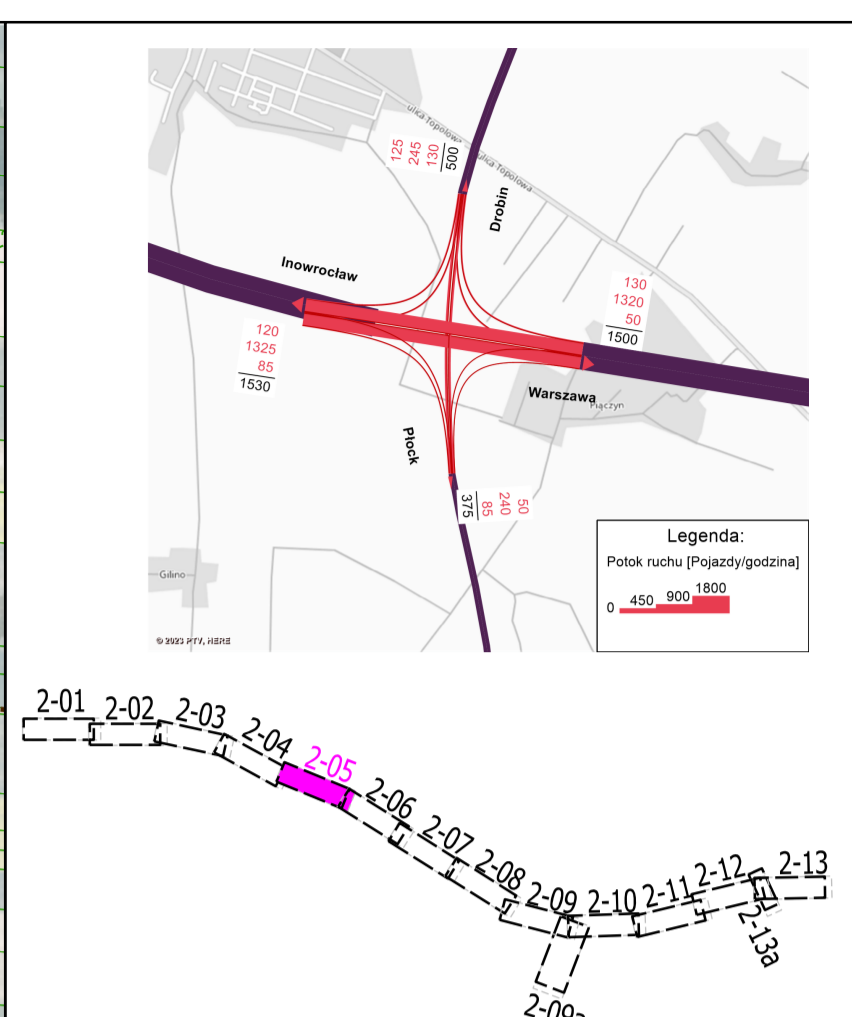 ulica Topolowa
ulica Topolowa
125
245
130
500
Drobin
Inowrocław
130
1320
50
1500
120
1325
85
1530
Warszawa
Piączyn
Płock
375
85
240
50
Gilino
Legenda:
Potok ruchu [Pojazdy/godzina]
0 450 900 1800
© 2023 PTV, HERE
2-01
2-02
2-03
2-04
2-05
2-06
2-07
2-08
2-09
2-10
2-11
2-12
2-13
2-13a
2-09a